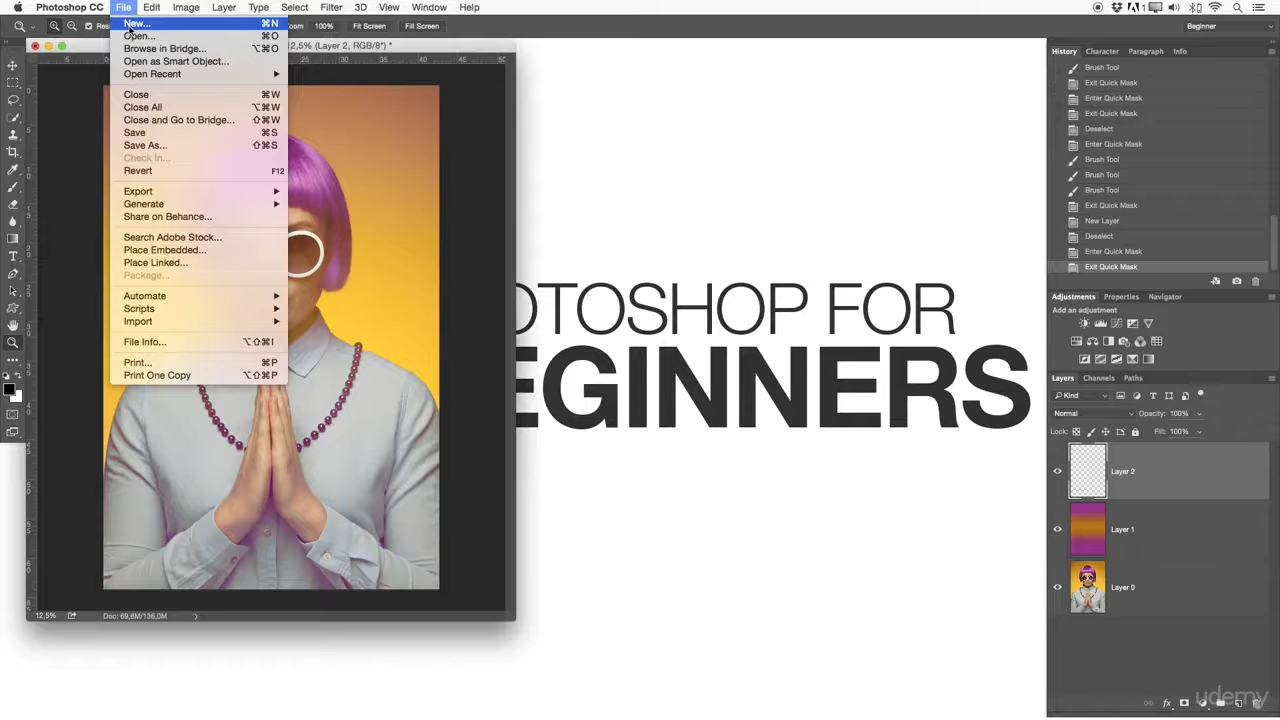 Photoshop CC File Edit Image Layer Type Select Filter 3D View Window Help
100% Fit Screen Fill Screen Beginner
New... ⌘N
Open... ⌘O
Browse in Bridge... ⌥⌘O
Open as Smart Object...
Open Recent
Close ⌘W
Close All ⌥⌘W
Close and Go to Bridge... ⇧⌘W
Save ⌘S
Save As... ⇧⌘S
Check In...
Revert F12
Export
Generate
Share on Behance...
Search Adobe Stock...
Place Embedded...
Place Linked...
Package...
Automate
Scripts
Import
File Info... ⌥⇧⌘I
Print... ⌘P
Print One Copy ⌥⇧⌘P
12,5% (Layer 2, RGB/8*) *
5 25 30 35 40 45 50
12,5% Doc: 69,8M/136,0M
OTOSHOP FOR
EGINNERS
History Character Paragraph Info
Brush Tool
Exit Quick Mask
Enter Quick Mask
Exit Quick Mask
Deselect
Enter Quick Mask
Brush Tool
Brush Tool
Brush Tool
Exit Quick Mask
New Layer
Deselect
Enter Quick Mask
Exit Quick Mask
Adjustments Properties Navigator
Add an adjustment
Layers Channels Paths
Kind
Normal Opacity: 100%
Lock: Fill: 100%
Layer 2
Layer 1
Layer 0
udemy